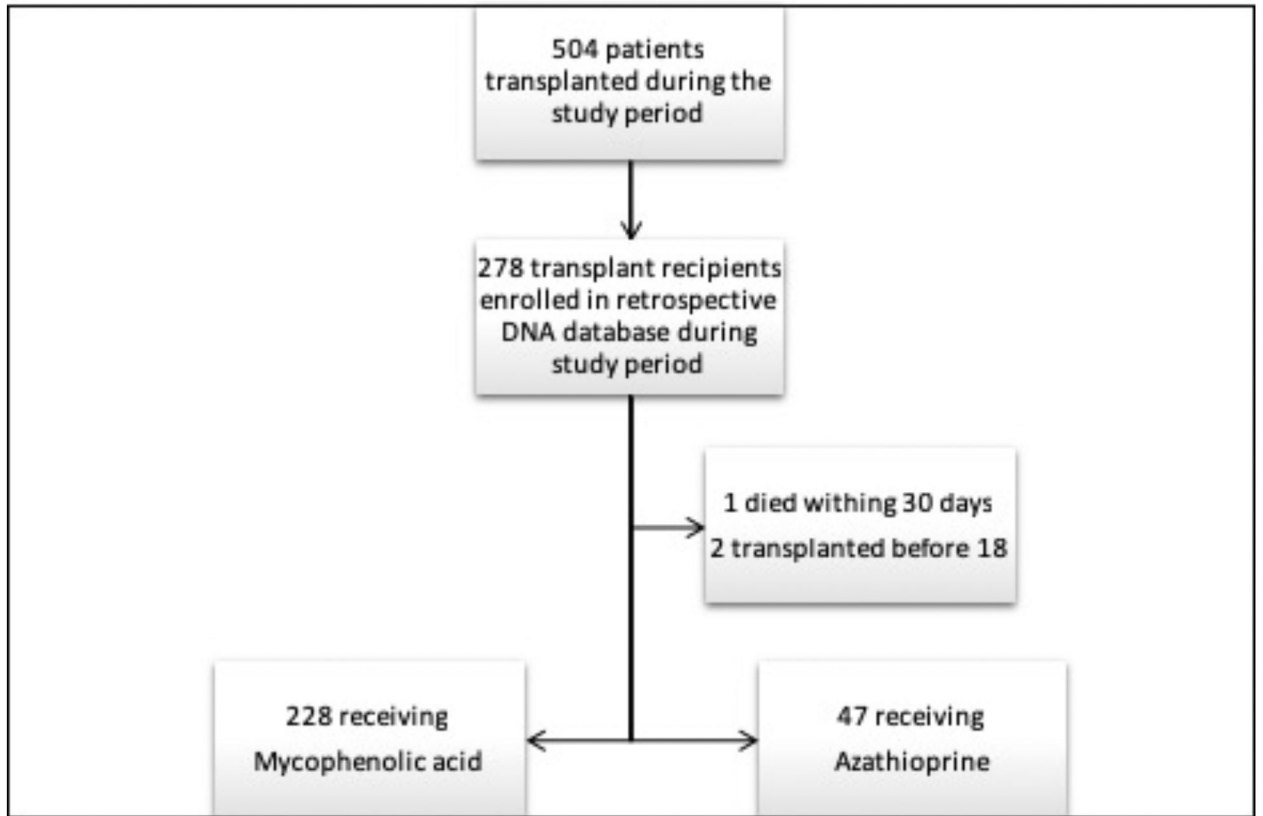 504 patients
transplanted during the
study period
278 transplant recipients
enrolled in retrospective
DNA database during
study period
1 died withing 30 days
2 transplanted before 18
228 receiving
Mycophenolic acid
47 receiving
Azathioprine